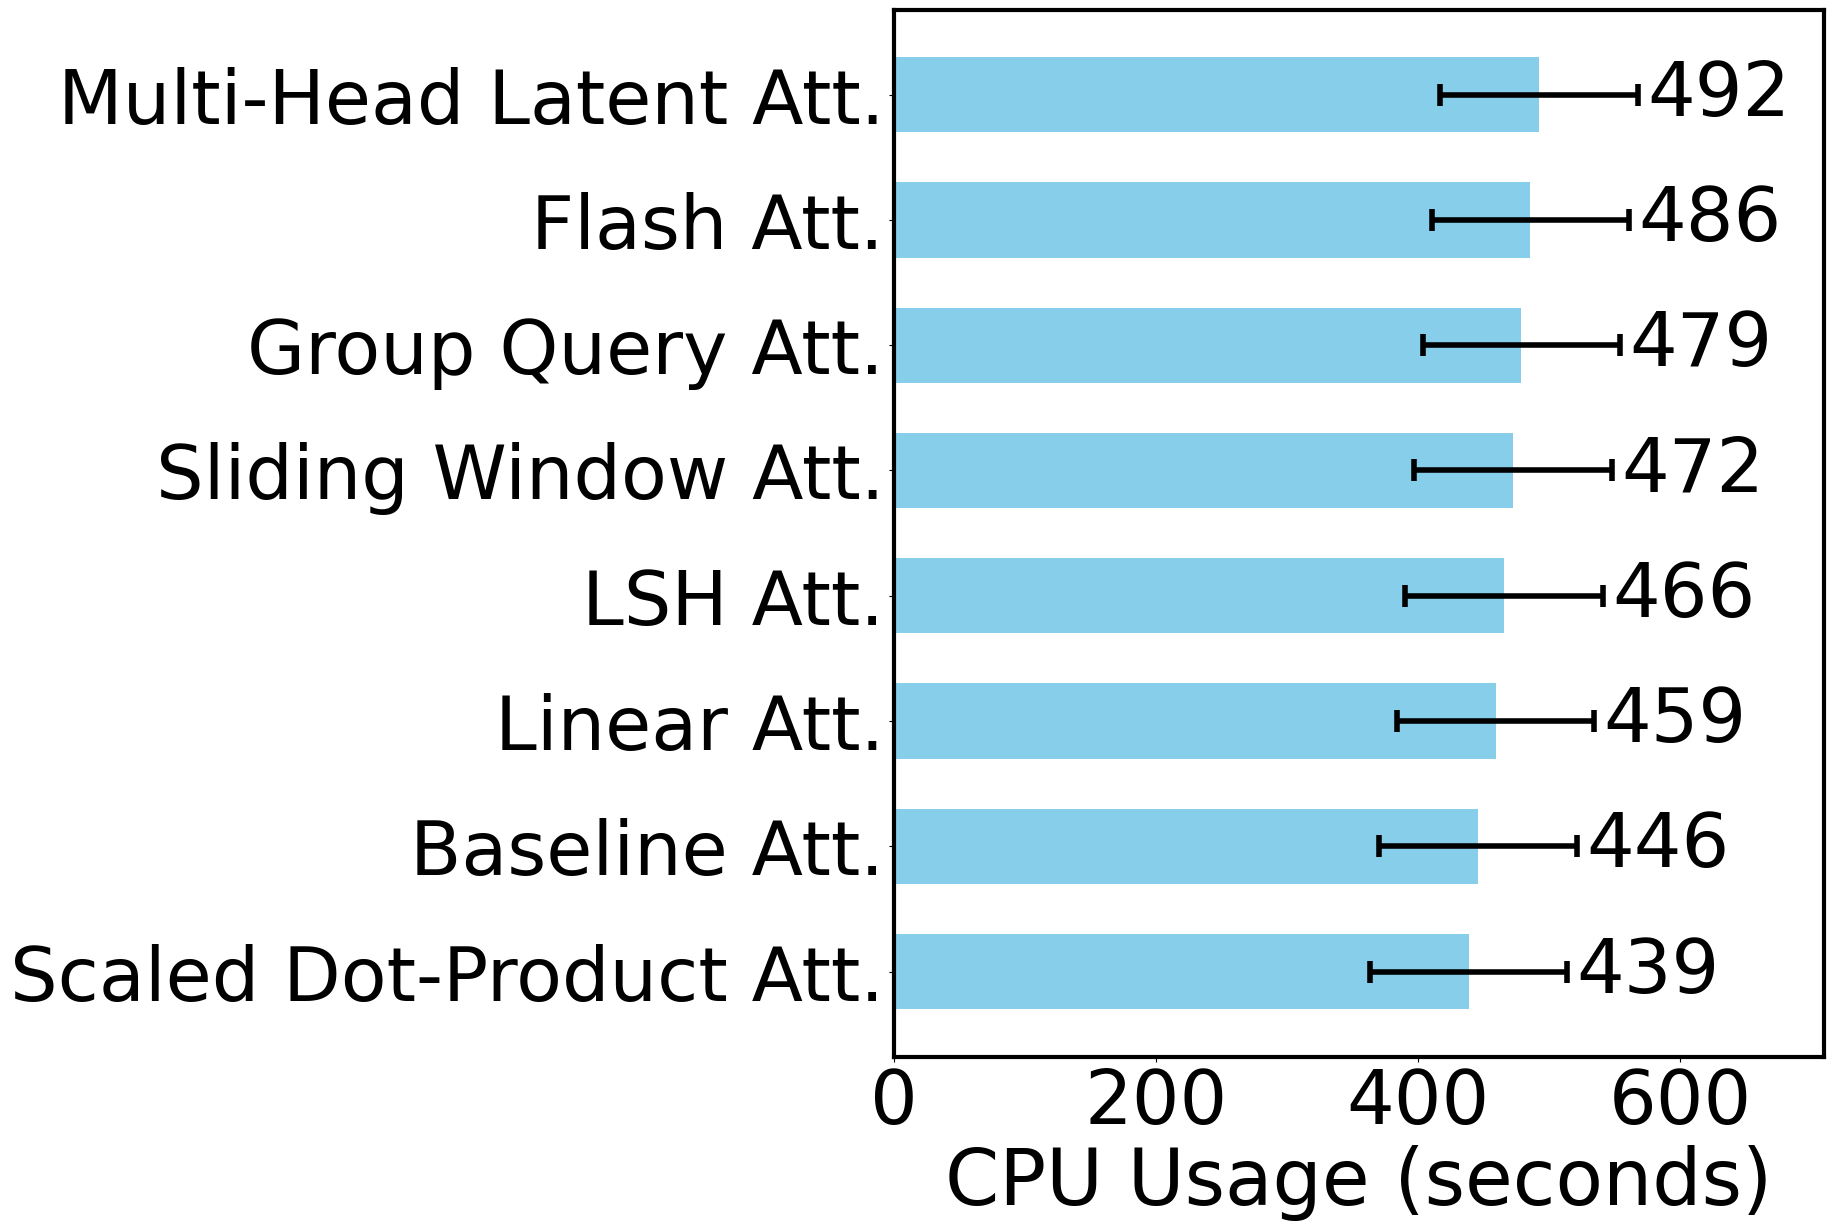 Multi-Head Latent Att. 492
Flash Att. 486
Group Query Att. 479
Sliding Window Att. 472
LSH Att. 466
Linear Att. 459
Baseline Att. 446
Scaled Dot-Product Att. 439
0 200 400 600
CPU Usage (seconds)